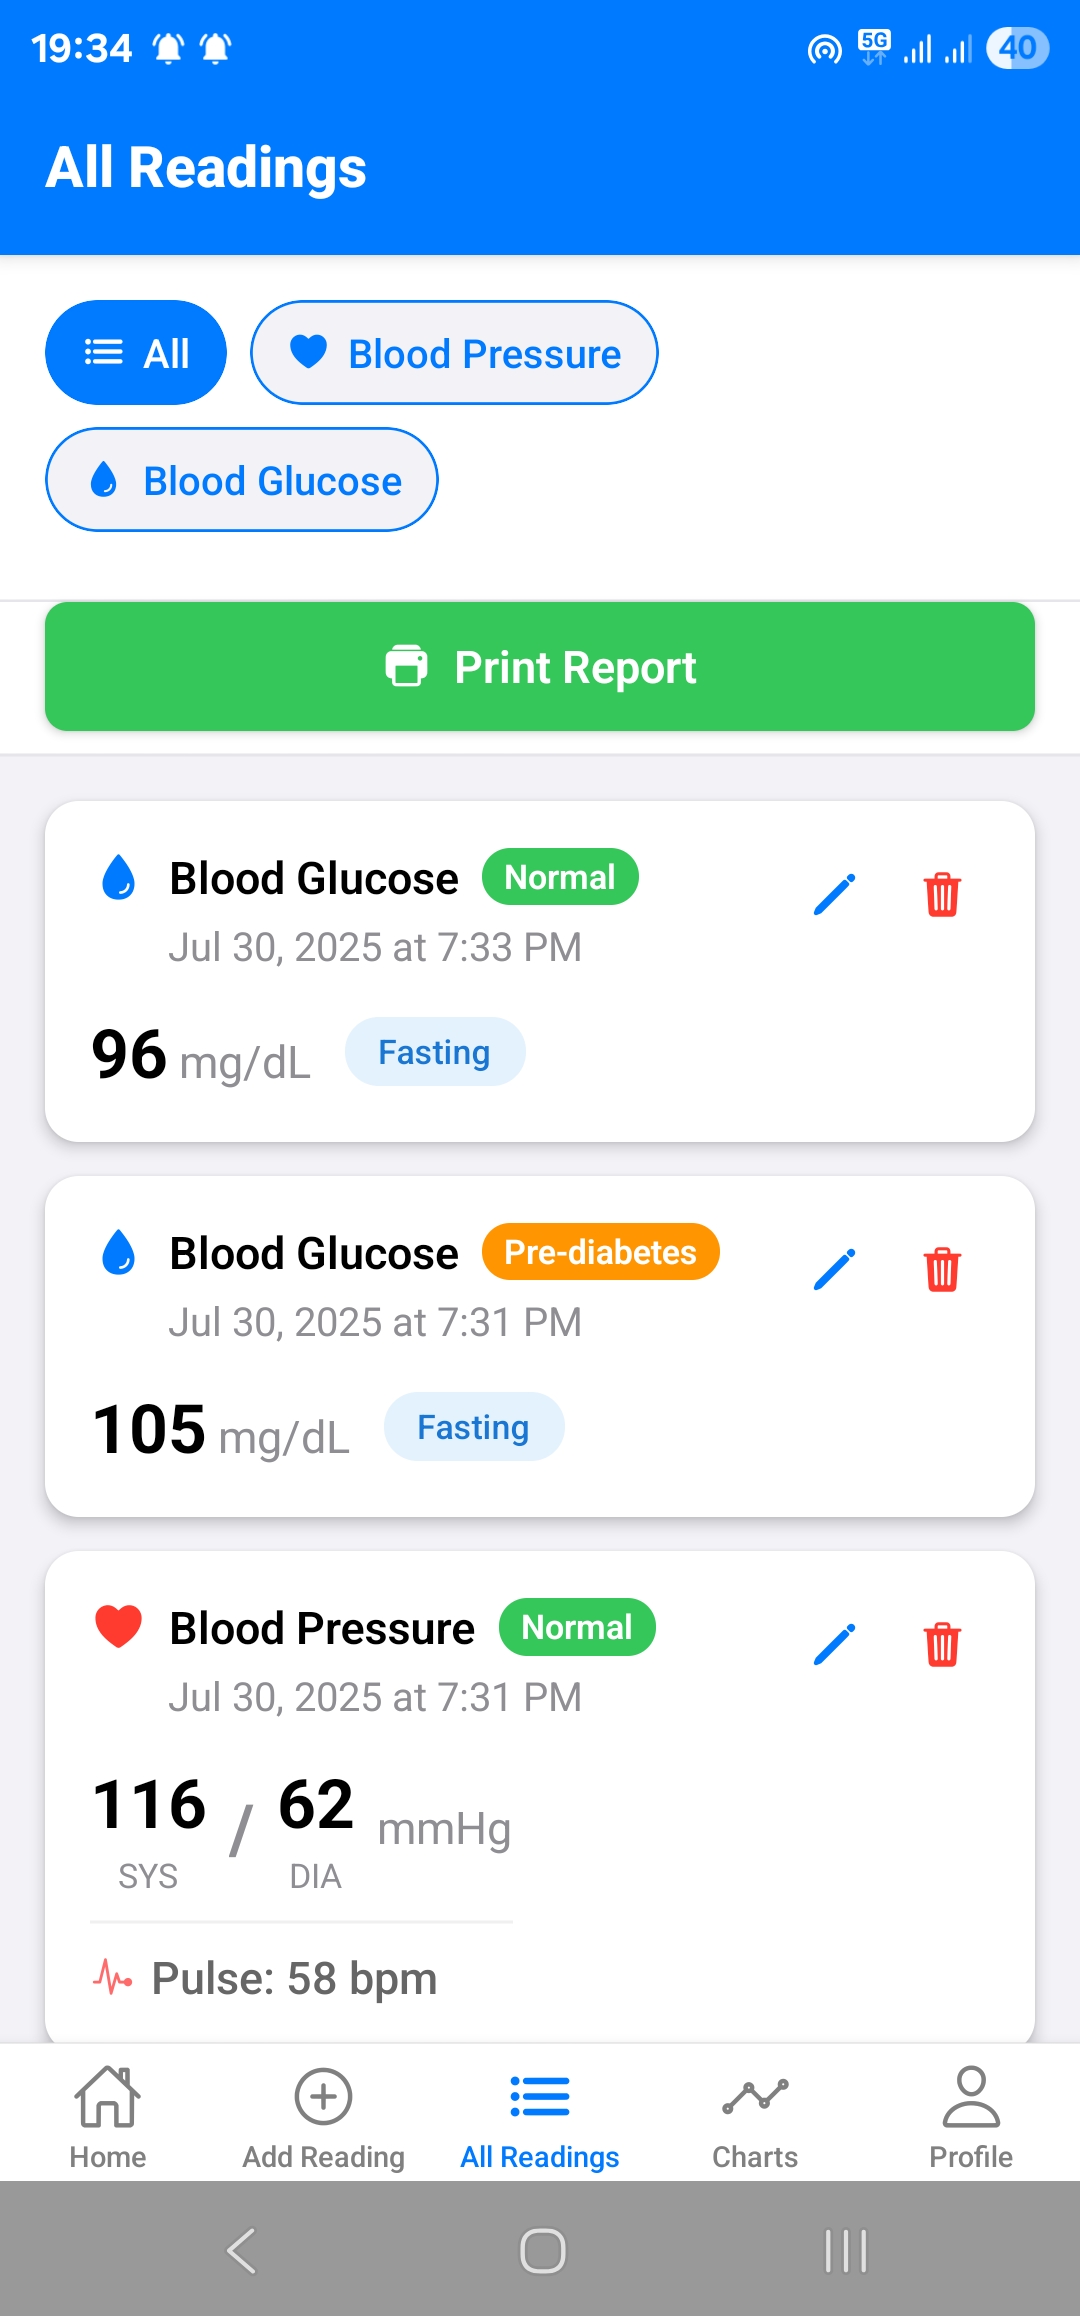 19:34
5G
40
All Readings
All
Blood Pressure
Blood Glucose
Print Report
Blood Glucose Normal
Jul 30, 2025 at 7:33 PM
96 mg/dL Fasting
Blood Glucose Pre-diabetes
Jul 30, 2025 at 7:31 PM
105 mg/dL Fasting
Blood Pressure Normal
Jul 30, 2025 at 7:31 PM
116 / 62 mmHg
SYS DIA
Pulse: 58 bpm
Home Add Reading All Readings Charts Profile